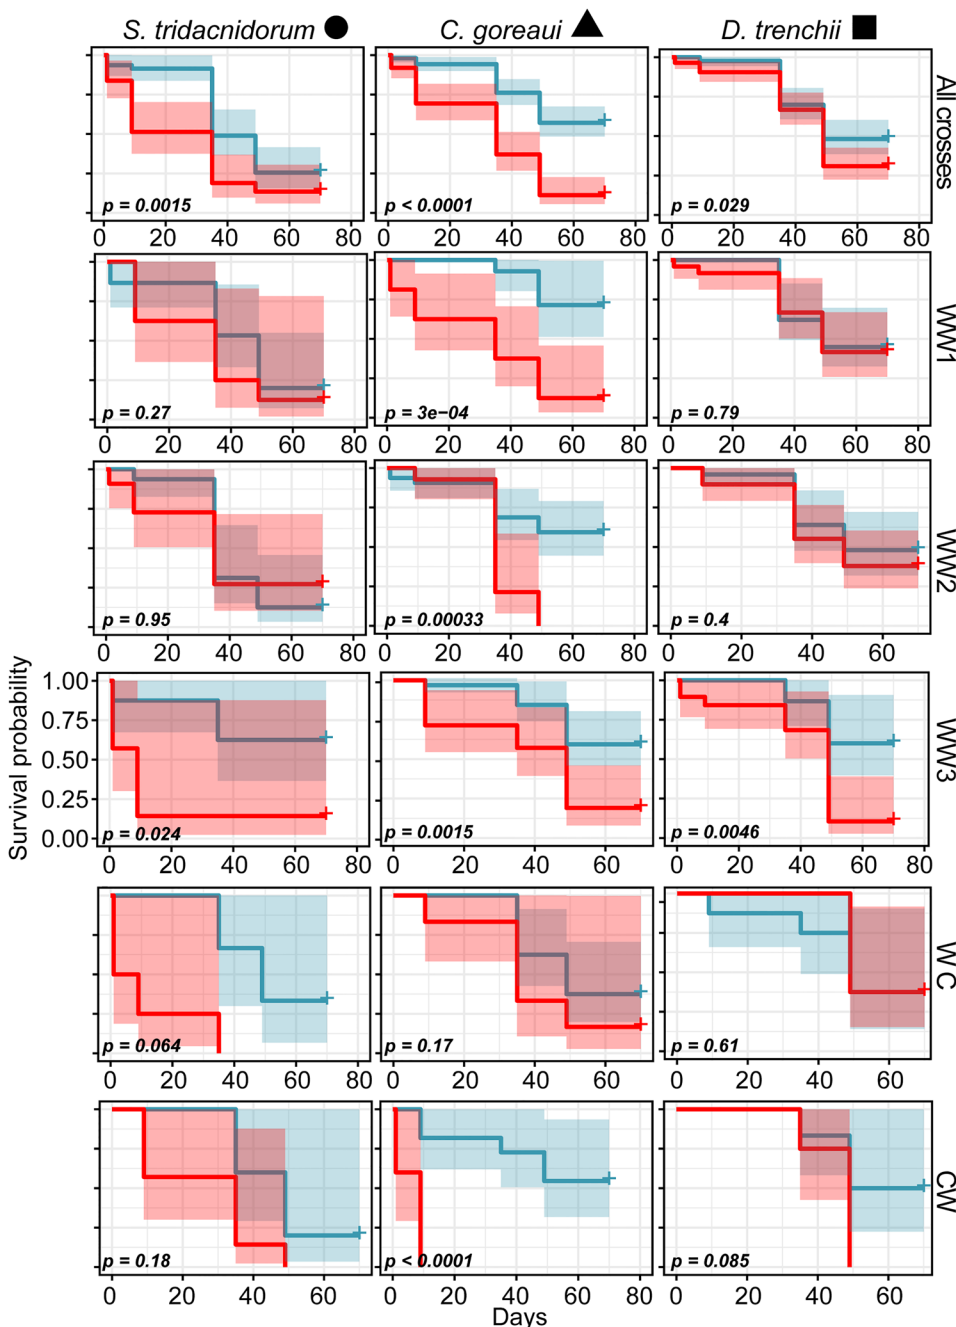 S. tridacnidorum C. goreaui D. trenchii
p = 0.0015 p < 0.0001 p = 0.029 All crosses
0 20 40 60 80 0 20 40 60 80 0 20 40 60 80
p = 0.27 p = 3e−04 p = 0.79 WW1
0 20 40 60 80 0 20 40 60 80 0 20 40 60 80
p = 0.95 p = 0.00033 p = 0.4 WW2
0 20 40 60 80 0 20 40 60 80 0 20 40 60
Survival probability
1.00
0.75
0.50
0.25
0.00
p = 0.024 p = 0.0015 p = 0.0046 WW3
0 20 40 60 80 0 20 40 60 0 20 40 60 80
p = 0.064 p = 0.17 p = 0.61 WC
0 20 40 60 80 0 20 40 60 0 20 40 60
p = 0.18 p < 0.0001 p = 0.085 CW
0 20 40 60 0 20 40 60 80 0 20 40 60
Days